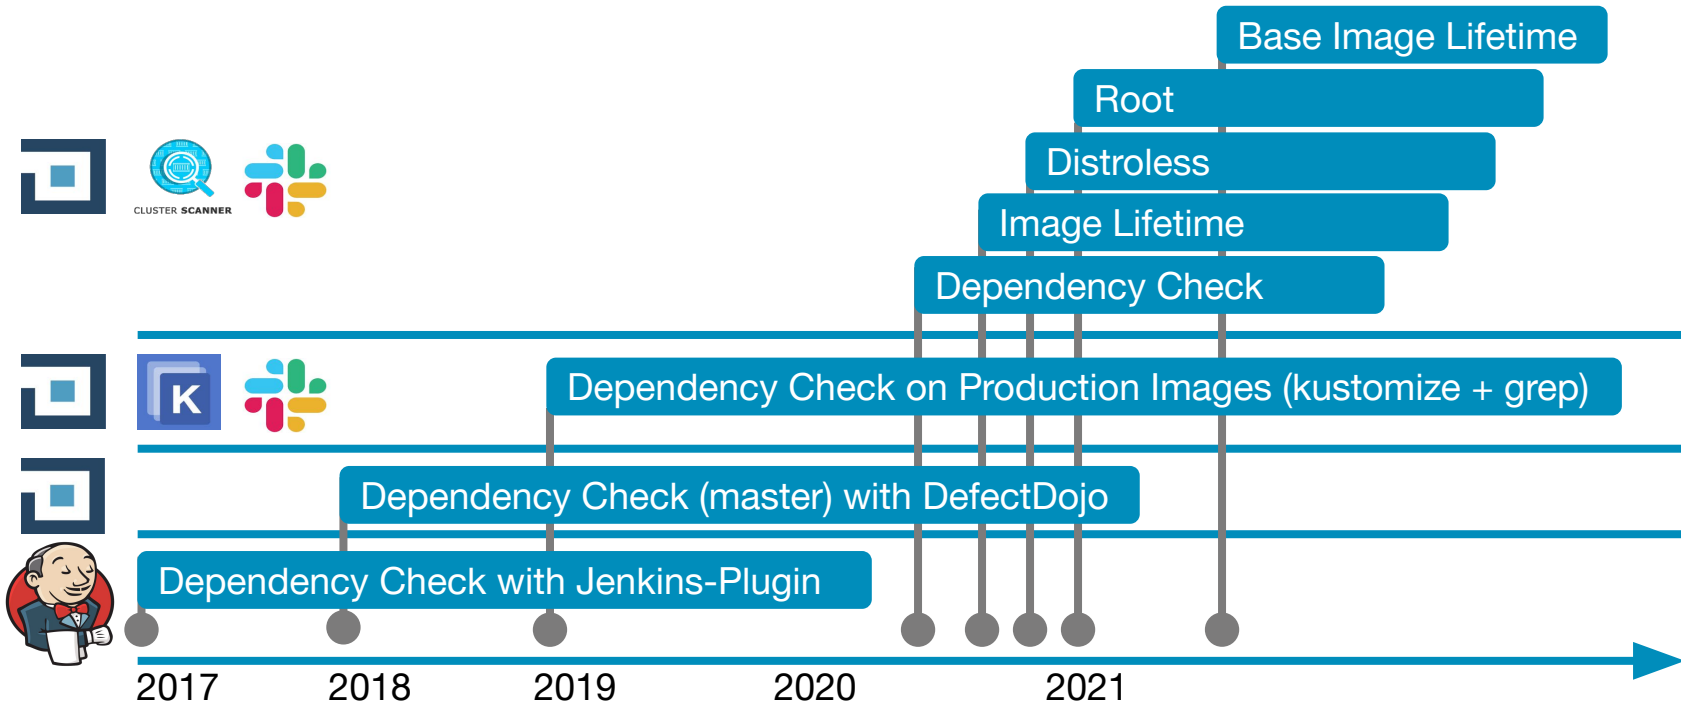 Base Image Lifetime
Root
Distroless
CLUSTER SCANNER
Image Lifetime
Dependency Check
K
Dependency Check on Production Images (kustomize + grep)
Dependency Check (master) with DefectDojo
Dependency Check with Jenkins-Plugin
2017 2018 2019 2020 2021